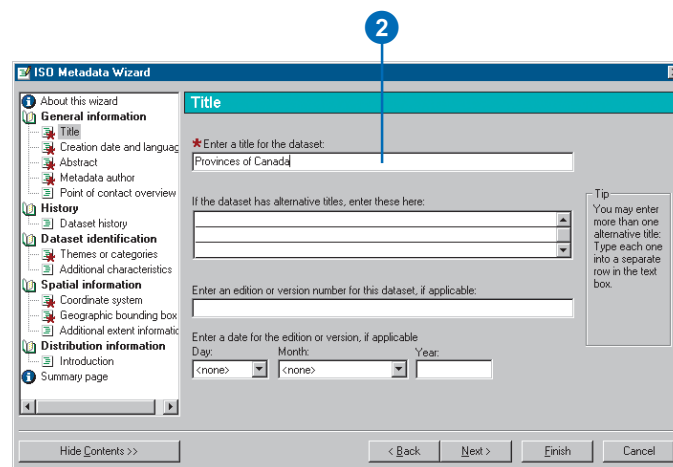 2
ISO Metadata Wizard
About this wizard
General information
Title
Creation date and languag
Abstract
Metadata author
Point of contact overview
History
Dataset history
Dataset identification
Themes or categories
Additional characteristics
Spatial information
Coordinate system
Geographic bounding box
Additional extent informatic
Distribution information
Introduction
Summary page
Title
*Enter a title for the dataset:
Provinces of Canada
If the dataset has alternative titles, enter these here:
Enter an edition or version number for this dataset, if applicable:
Enter a date for the edition or version, if applicable
Day: Month: Year:
<none> <none>
Tip
You may enter
more than one
alternative title:
Type each one
into a separate
row in the text
box.
Hide Contents >> < Back Next > Finish Cancel